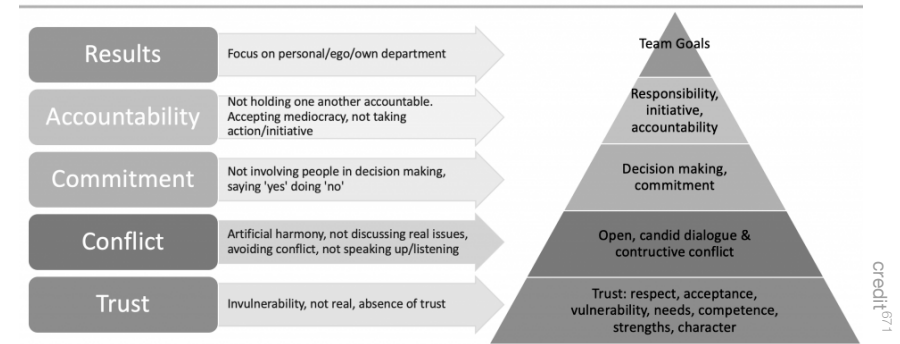 Results
Focus on personal/ego/own department
Team Goals
Accountability
Not holding one another accountable.
Accepting mediocracy, not taking
action/initiative
Responsibility,
initiative,
accountability
Commitment
Not involving people in decision making,
saying 'yes' doing 'no'
Decision making,
commitment
Conflict
Artificial harmony, not discussing real issues,
avoiding conflict, not speaking up/listening
Open, candid dialogue &
contructive conflict
Trust
Invulnerability, not real, absence of trust
Trust: respect, acceptance,
vulnerability, needs, competence,
strengths, character
credit671